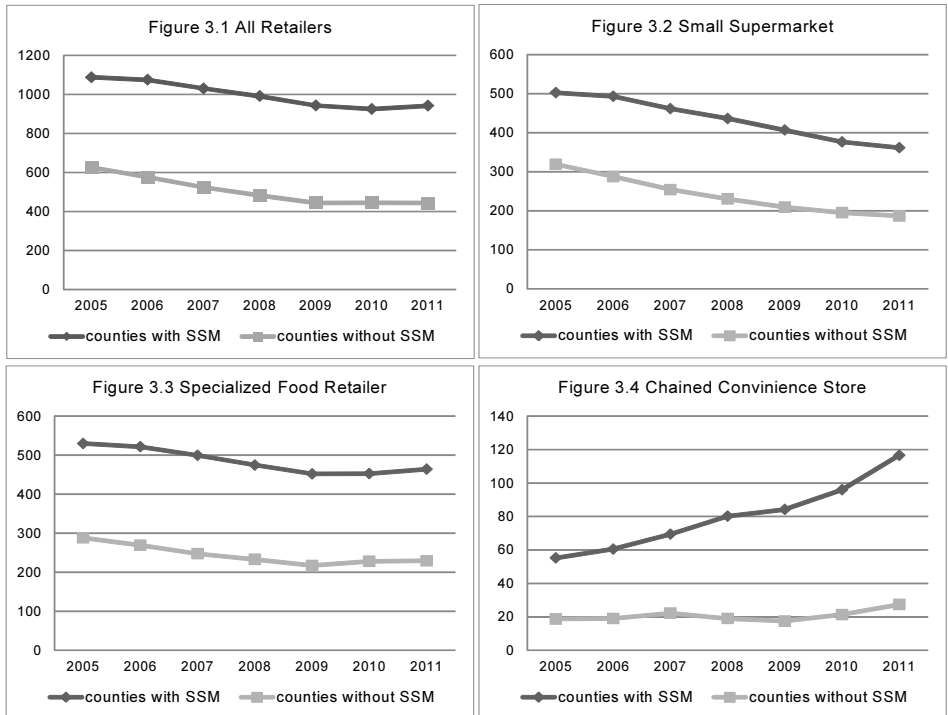 Figure 3.1 All Retailers
1200
1000
800
600
400
200
0
2005 2006 2007 2008 2009 2010 2011
counties with SSM counties without SSM
Figure 3.2 Small Supermarket
600
500
400
300
200
100
0
2005 2006 2007 2008 2009 2010 2011
counties with SSM counties without SSM
Figure 3.3 Specialized Food Retailer
600
500
400
300
200
100
0
2005 2006 2007 2008 2009 2010 2011
counties with SSM counties without SSM
Figure 3.4 Chained Convinience Store
140
120
100
80
60
40
20
0
2005 2006 2007 2008 2009 2010 2011
counties with SSM counties without SSM